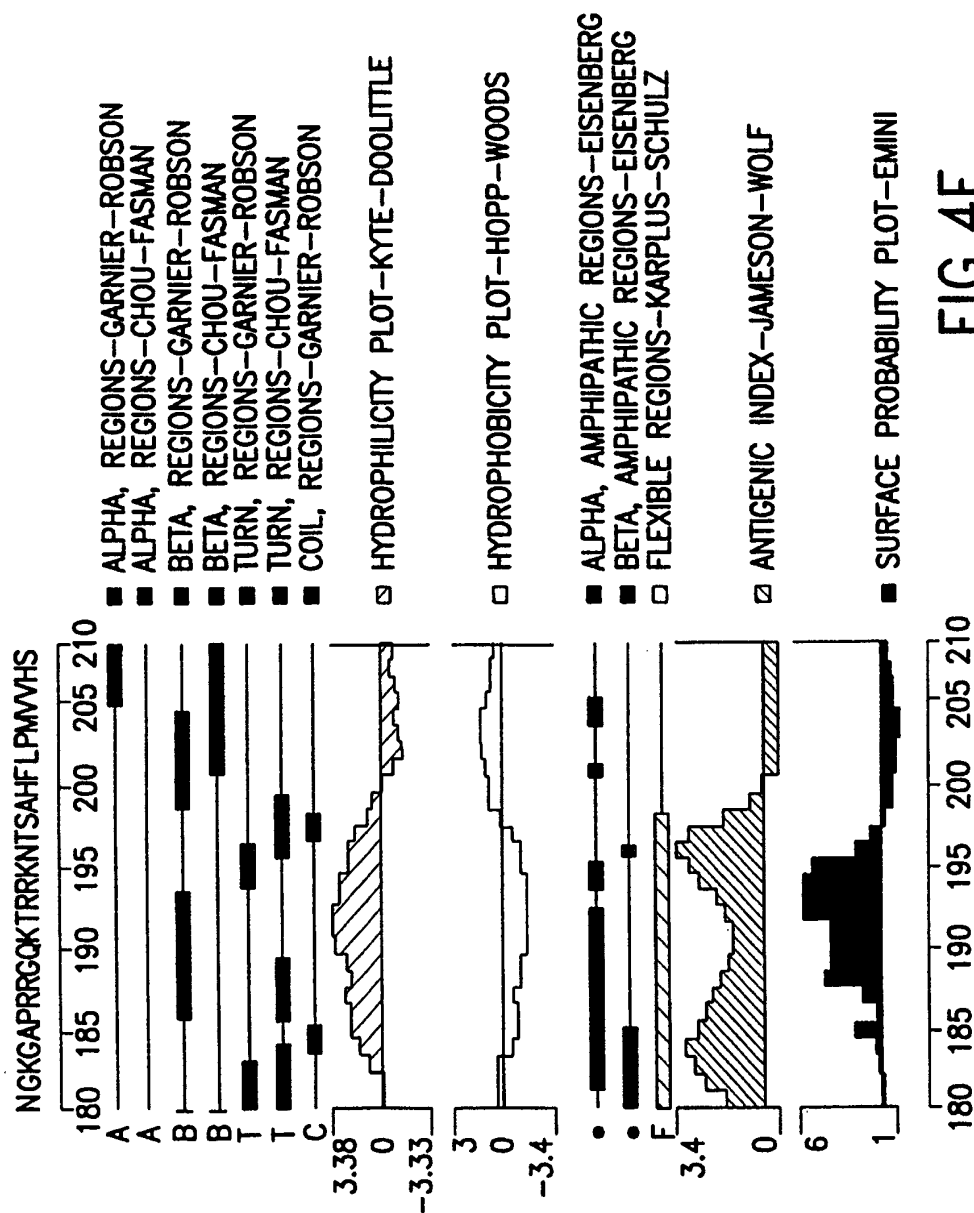 NGKGAPRRGQKTRRKNTSAHFLPMVVHS
180 185 190 195 200 205 210
A ALPHA, REGIONS-GARNIER-ROBSON
A ALPHA, REGIONS-CHOU-FASMAN
B BETA, REGIONS-GARNIER-ROBSON
B BETA, REGIONS-CHOU-FASMAN
T TURN, REGIONS-GARNIER-ROBSON
T TURN, REGIONS-CHOU-FASMAN
C COIL, REGIONS-GARNIER-ROBSON
3.38
0 HYDROPHILICITY PLOT-KYTE-DOOLITTLE
-3.33
3
0 HYDROPHOBICITY PLOT-HOPP-WOODS
-3.4
ALPHA, AMPHIPATHIC REGIONS-EISENBERG
BETA, AMPHIPATHIC REGIONS-EISENBERG
F FLEXIBLE REGIONS-KARPLUS-SCHULZ
3.4
ANTIGENIC INDEX-JAMESON-WOLF
0
6
SURFACE PROBABILITY PLOT-EMINI
1
180 185 190 195 200 205 210
FIG.4F